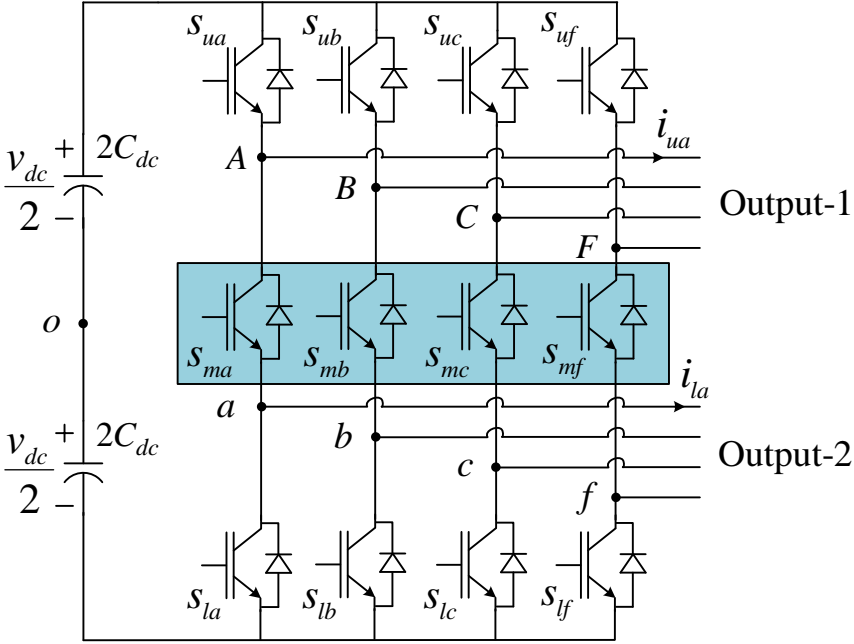 s_ua s_ub s_uc s_uf
i_ua
+ 2C_dc
v_dc/2
−
A
B
C
F
Output-1
o
s_ma s_mb s_mc s_mf
i_la
+ 2C_dc
v_dc/2
−
a
b
c
f
Output-2
s_la s_lb s_lc s_lf